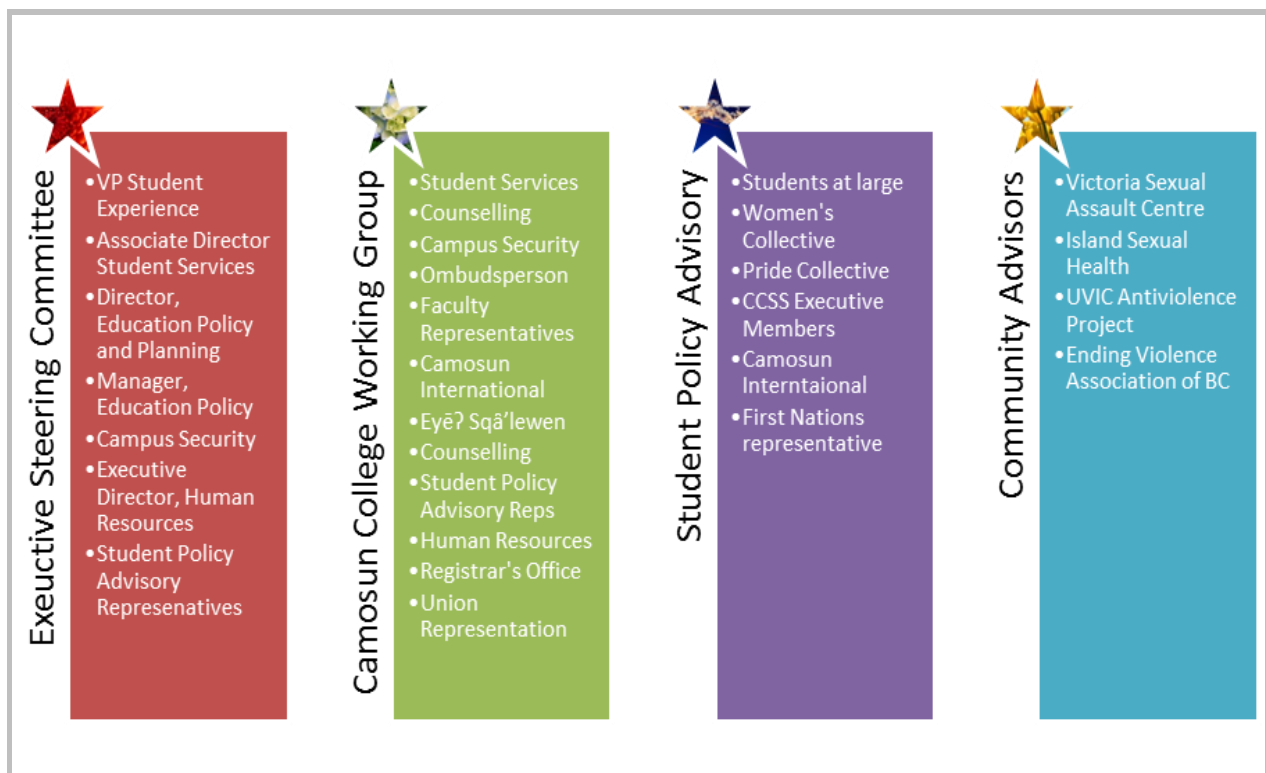 Exeuctive Steering Committee
•VP Student
Experience
•Associate Director
Student Services
•Director,
Education Policy
and Planning
•Manager,
Education Policy
•Campus Security
•Executive
Director, Human
Resources
•Student Policy
Advisory
Represenatives
Camosun College Working Group
•Student Services
•Counselling
•Campus Security
•Ombudsperson
•Faculty
Representatives
•Camosun
International
•Eyēʔ Sqȃ’lewen
•Counselling
•Student Policy
Advisory Reps
•Human Resources
•Registrar's Office
•Union
Representation
Student Policy Advisory
•Students at large
•Women's
Collective
•Pride Collective
•CCSS Executive
Members
•Camosun
Interntaional
•First Nations
representative
Community Advisors
•Victoria Sexual
Assault Centre
•Island Sexual
Health
•UVIC Antiviolence
Project
•Ending Violence
Association of BC